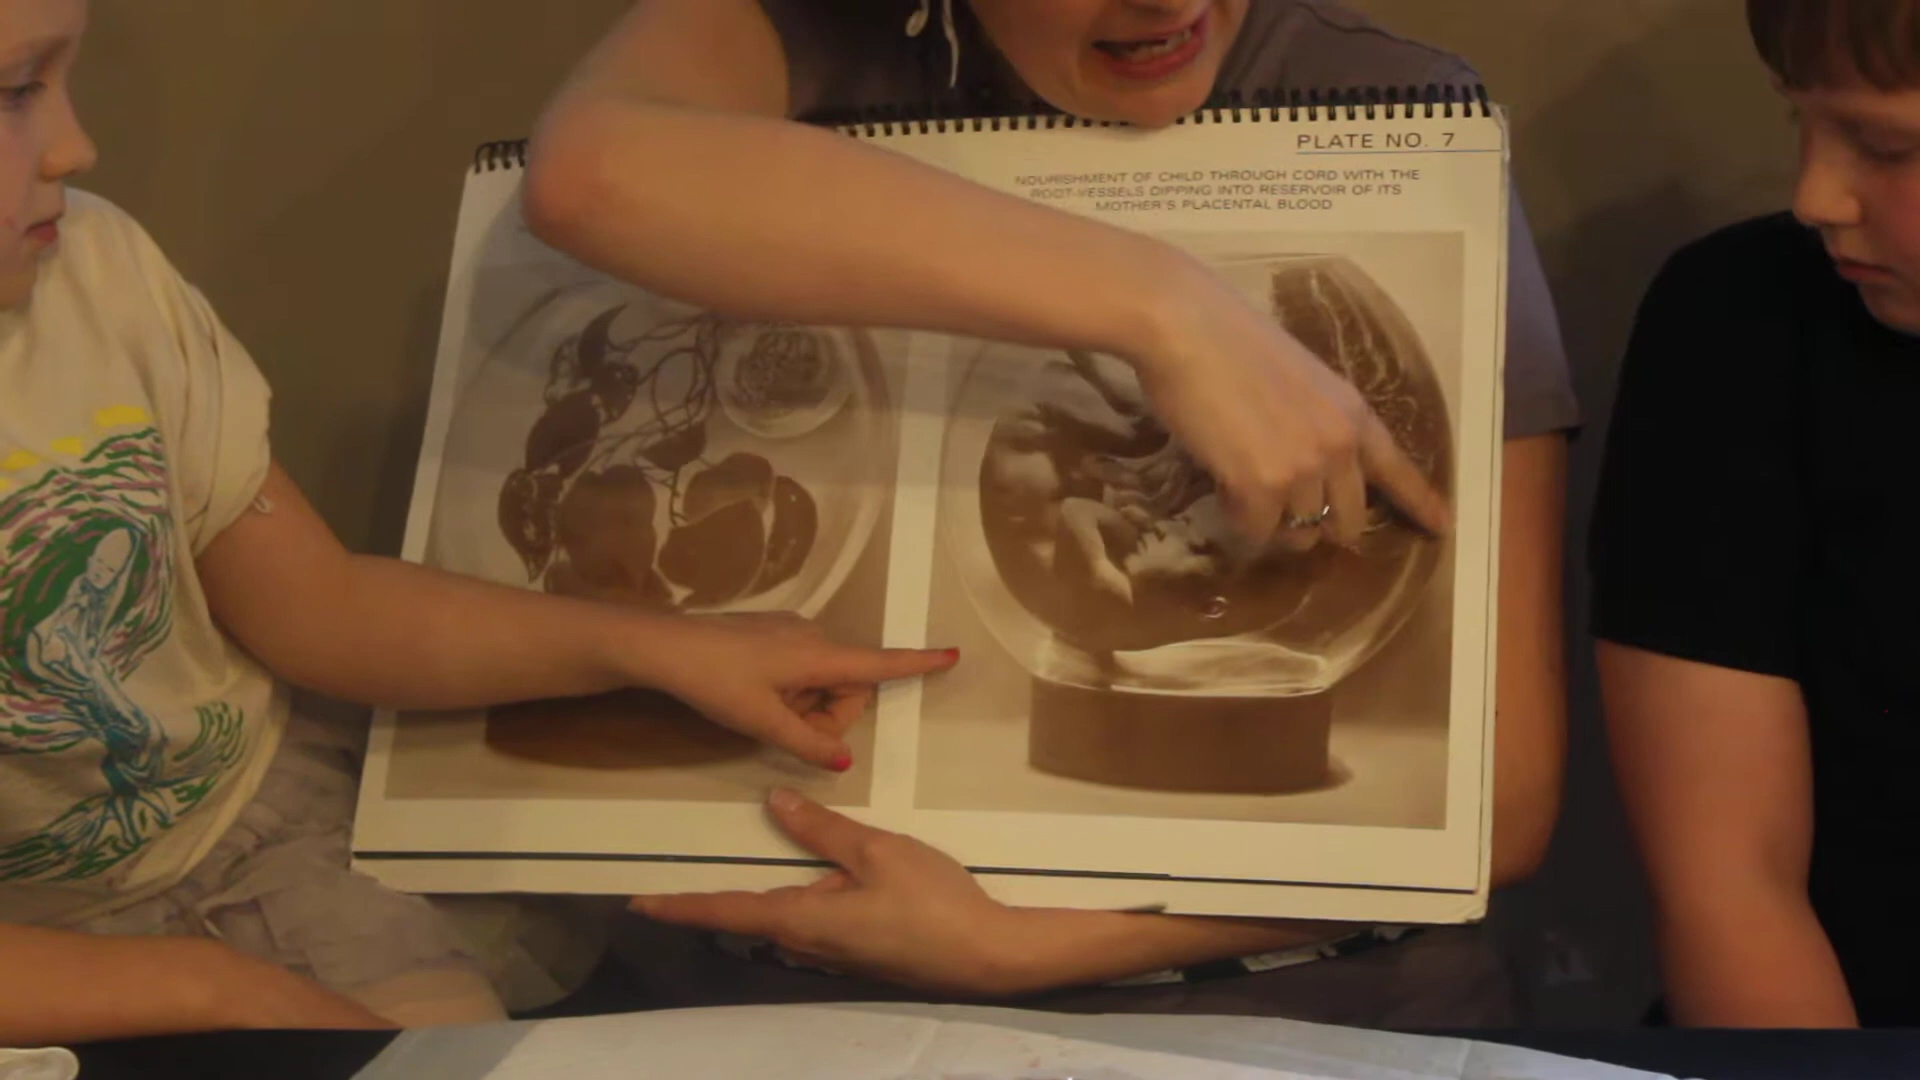 PLATE NO. 7
NOURISHMENT OF CHILD THROUGH CORD WITH THE
ROOT-VESSELS DIPPING INTO RESERVOIR OF ITS
MOTHER'S PLACENTAL BLOOD